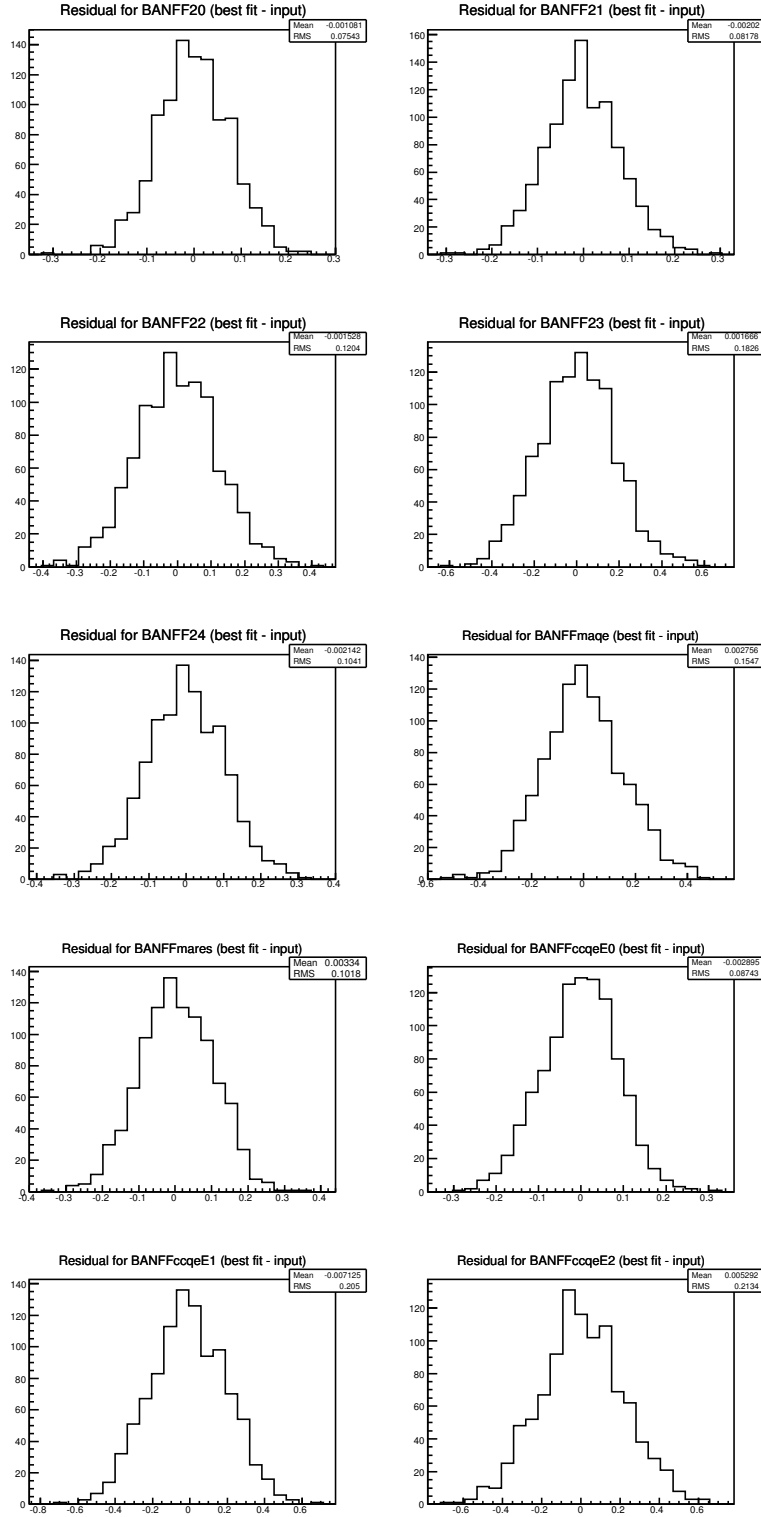 Residual for BANFF20 (best fit - input)
Mean -0.001081
RMS 0.07543
140
120
100
80
60
40
20
0
-0.3 -0.2 -0.1 0 0.1 0.2 0.3
Residual for BANFF21 (best fit - input)
Mean -0.00202
RMS 0.08178
160
140
120
100
80
60
40
20
0
-0.3 -0.2 -0.1 0 0.1 0.2 0.3
Residual for BANFF22 (best fit - input)
Mean -0.001528
RMS 0.1204
120
100
80
60
40
20
0
-0.4 -0.3 -0.2 -0.1 0 0.1 0.2 0.3 0.4
Residual for BANFF23 (best fit - input)
Mean 0.001666
RMS 0.1826
120
100
80
60
40
20
0
-0.6 -0.4 -0.2 0 0.2 0.4 0.6
Residual for BANFF24 (best fit - input)
Mean -0.002142
RMS 0.1041
140
120
100
80
60
40
20
0
-0.4 -0.3 -0.2 -0.1 0 0.1 0.2 0.3 0.4
Residual for BANFFmaqe (best fit - input)
Mean 0.002756
RMS 0.1547
140
120
100
80
60
40
20
0
-0.6 -0.4 -0.2 0 0.2 0.4
Residual for BANFFmares (best fit - input)
Mean 0.00334
RMS 0.1018
140
120
100
80
60
40
20
0
-0.4 -0.3 -0.2 -0.1 0 0.1 0.2 0.3 0.4
Residual for BANFFccqeE0 (best fit - input)
Mean -0.002895
RMS 0.08743
120
100
80
60
40
20
0
-0.3 -0.2 -0.1 0 0.1 0.2 0.3
Residual for BANFFccqeE1 (best fit - input)
Mean -0.007125
RMS 0.205
140
120
100
80
60
40
20
0
-0.8 -0.6 -0.4 -0.2 0 0.2 0.4 0.6
Residual for BANFFccqeE2 (best fit - input)
Mean 0.005292
RMS 0.2134
120
100
80
60
40
20
0
-0.6 -0.4 -0.2 0 0.2 0.4 0.6